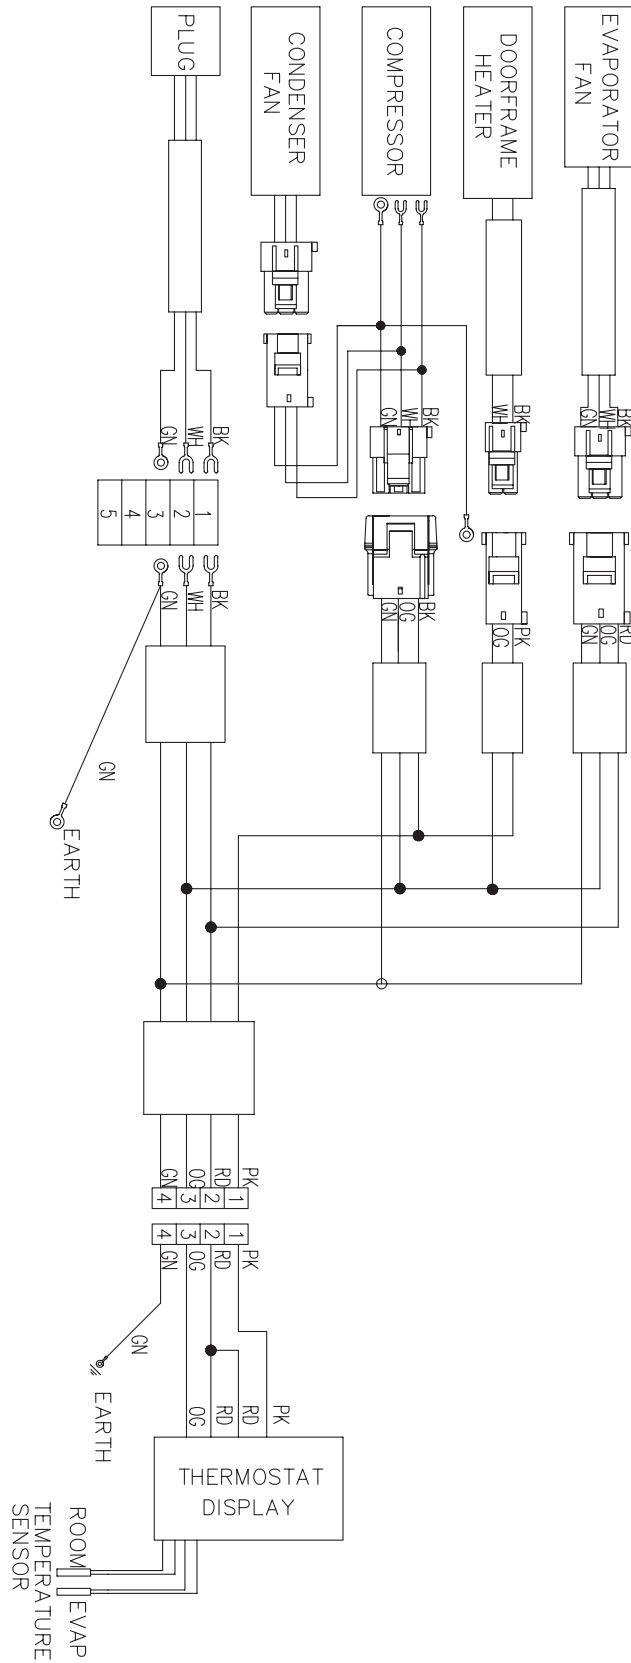 PLUG
CONDENSER
FAN
COMPRESSOR
DOORFRAME
HEATER
EVAPORATOR
FAN
GN
WH
BK
GN
WH
BK
WH
BK
GN
WH
BK
5
4
3
2
1
GN
WH
BK
GN
OG
BK
OG
PK
GN
OG
RD
GN
EARTH
GN
OG
RD
PK
4
3
2
1
4
3
2
1
GN
OG
RD
PK
GN
EARTH
OG
RD
RD
PK
THERMOSTAT
DISPLAY
ROOM
EVAP
TEMPERATURE
SENSOR